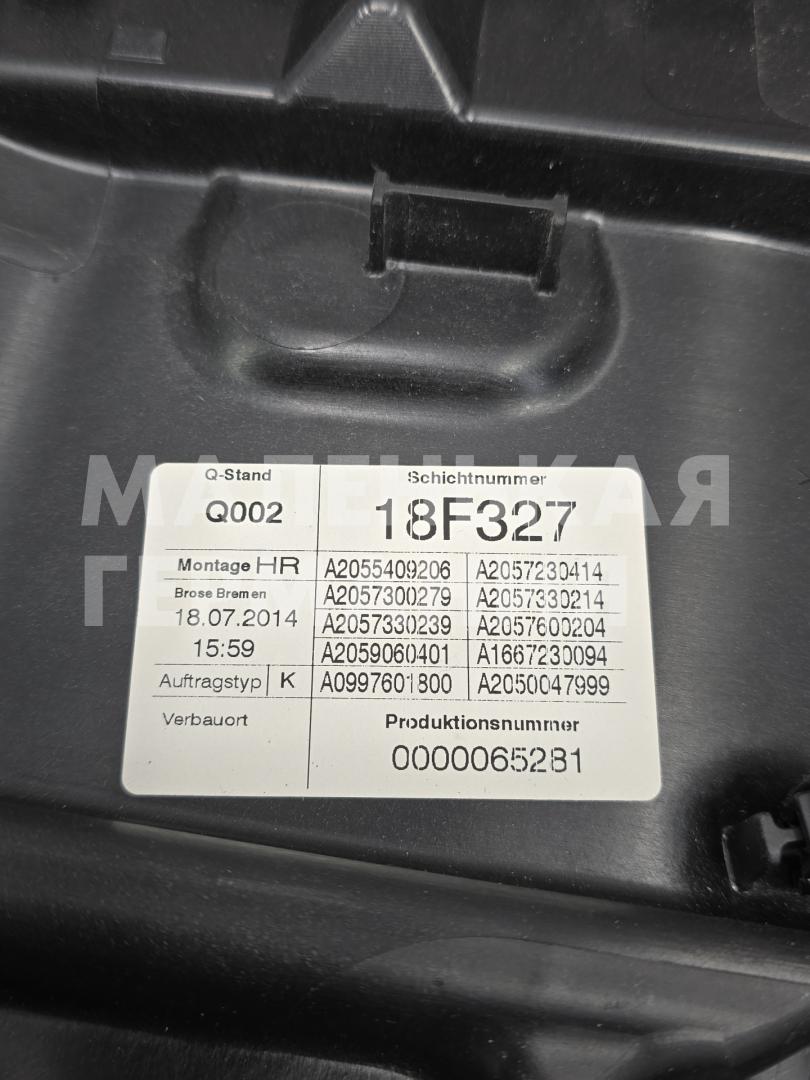 Q-Stand Schichtnummer
Q002 18F327
Montage HR A2055409206 A2057230414
Brose Bremen A2057300279 A2057330214
18.07.2014 A2057330239 A2057600204
15:59 A2059060401 A1667230094
Auftragstyp K A0997601800 A2050047999
Verbauort Produktionsnummer
0000065281
МАЛЕНЬКАЯ